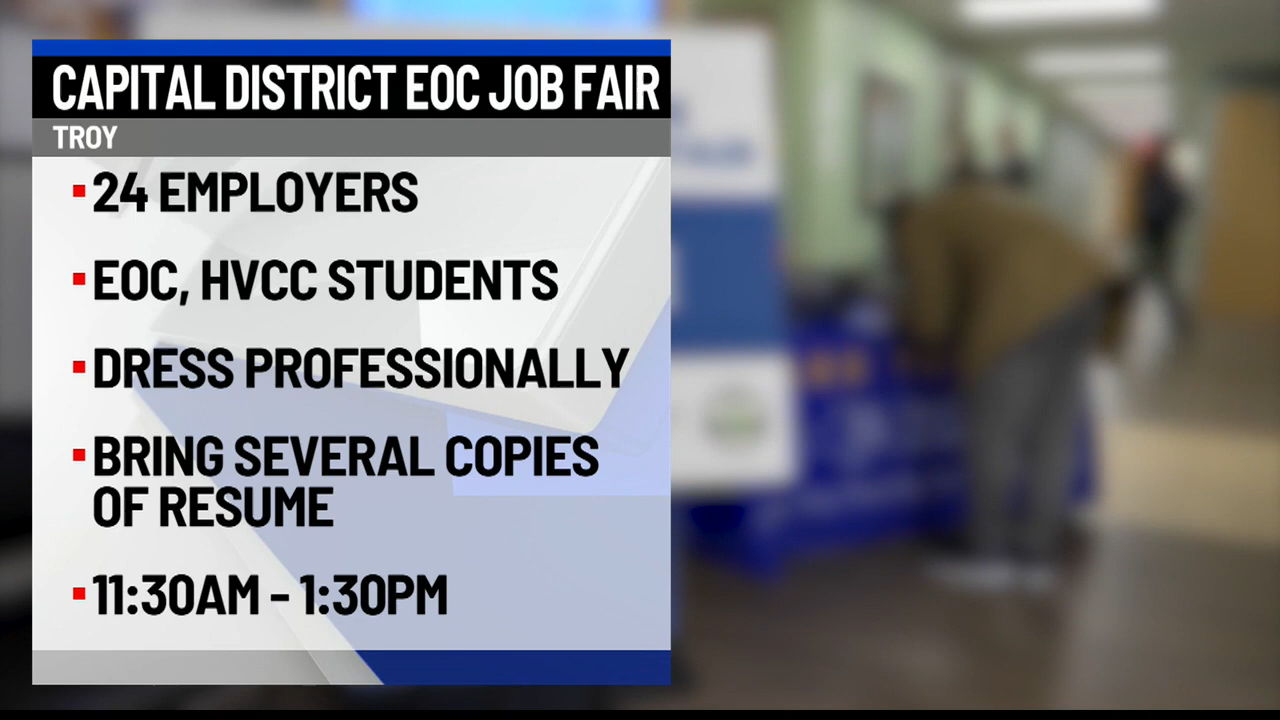 CAPITAL DISTRICT EOC JOB FAIR
TROY
24 EMPLOYERS
EOC, HVCC STUDENTS
DRESS PROFESSIONALLY
BRING SEVERAL COPIES
OF RESUME
11:30AM – 1:30PM